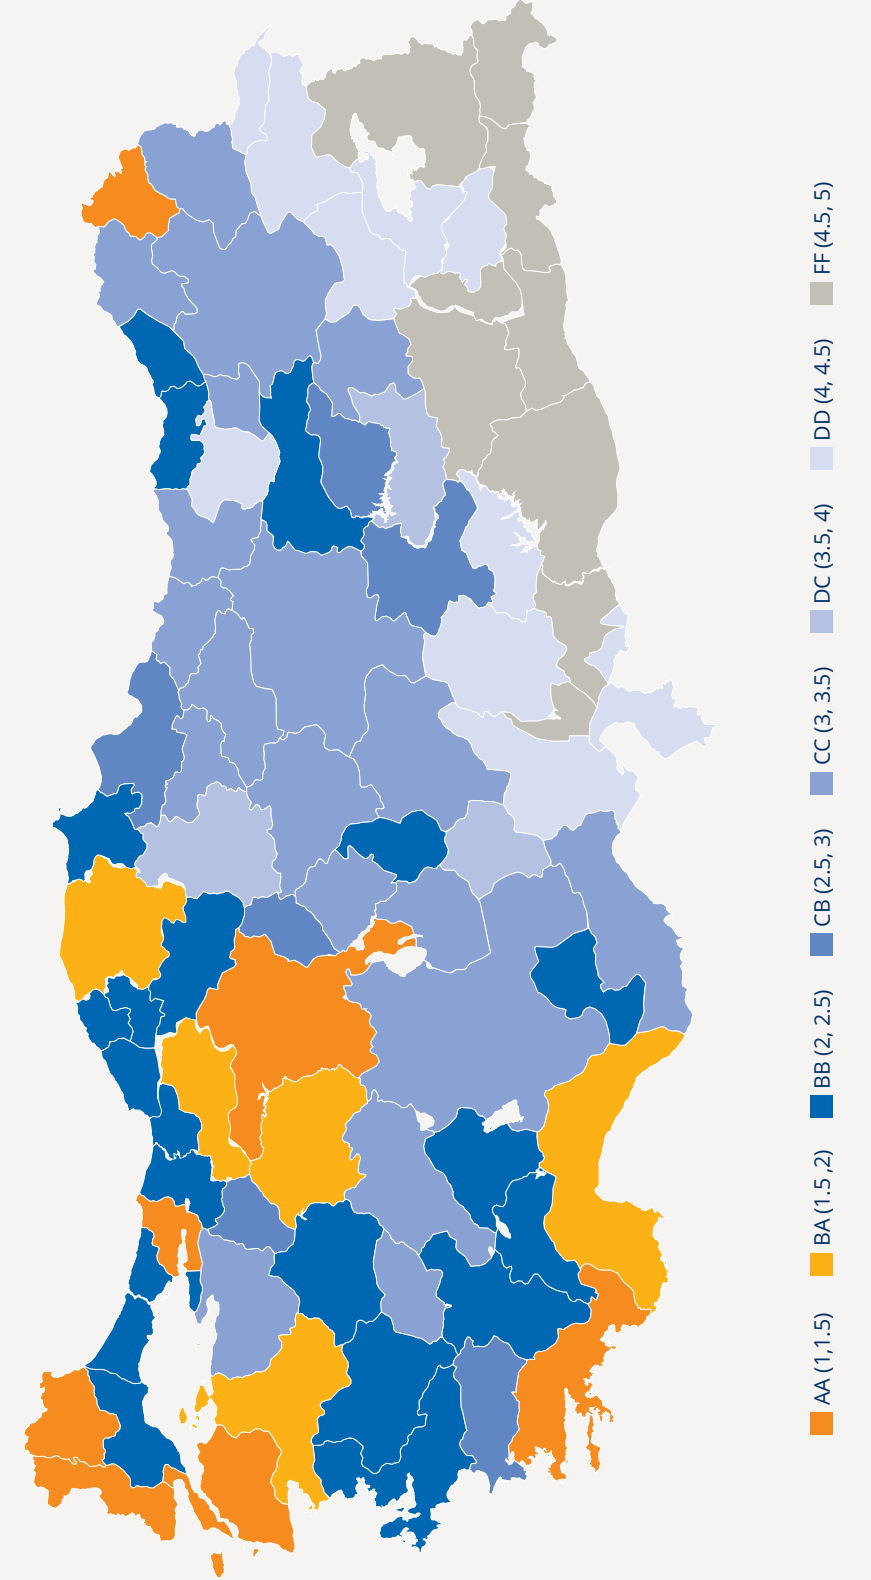 AA (1,1.5)
BA (1.5 ,2)
BB (2, 2.5)
CB (2.5, 3)
CC (3, 3.5)
DC (3.5, 4)
DD (4, 4.5)
FF (4.5, 5)